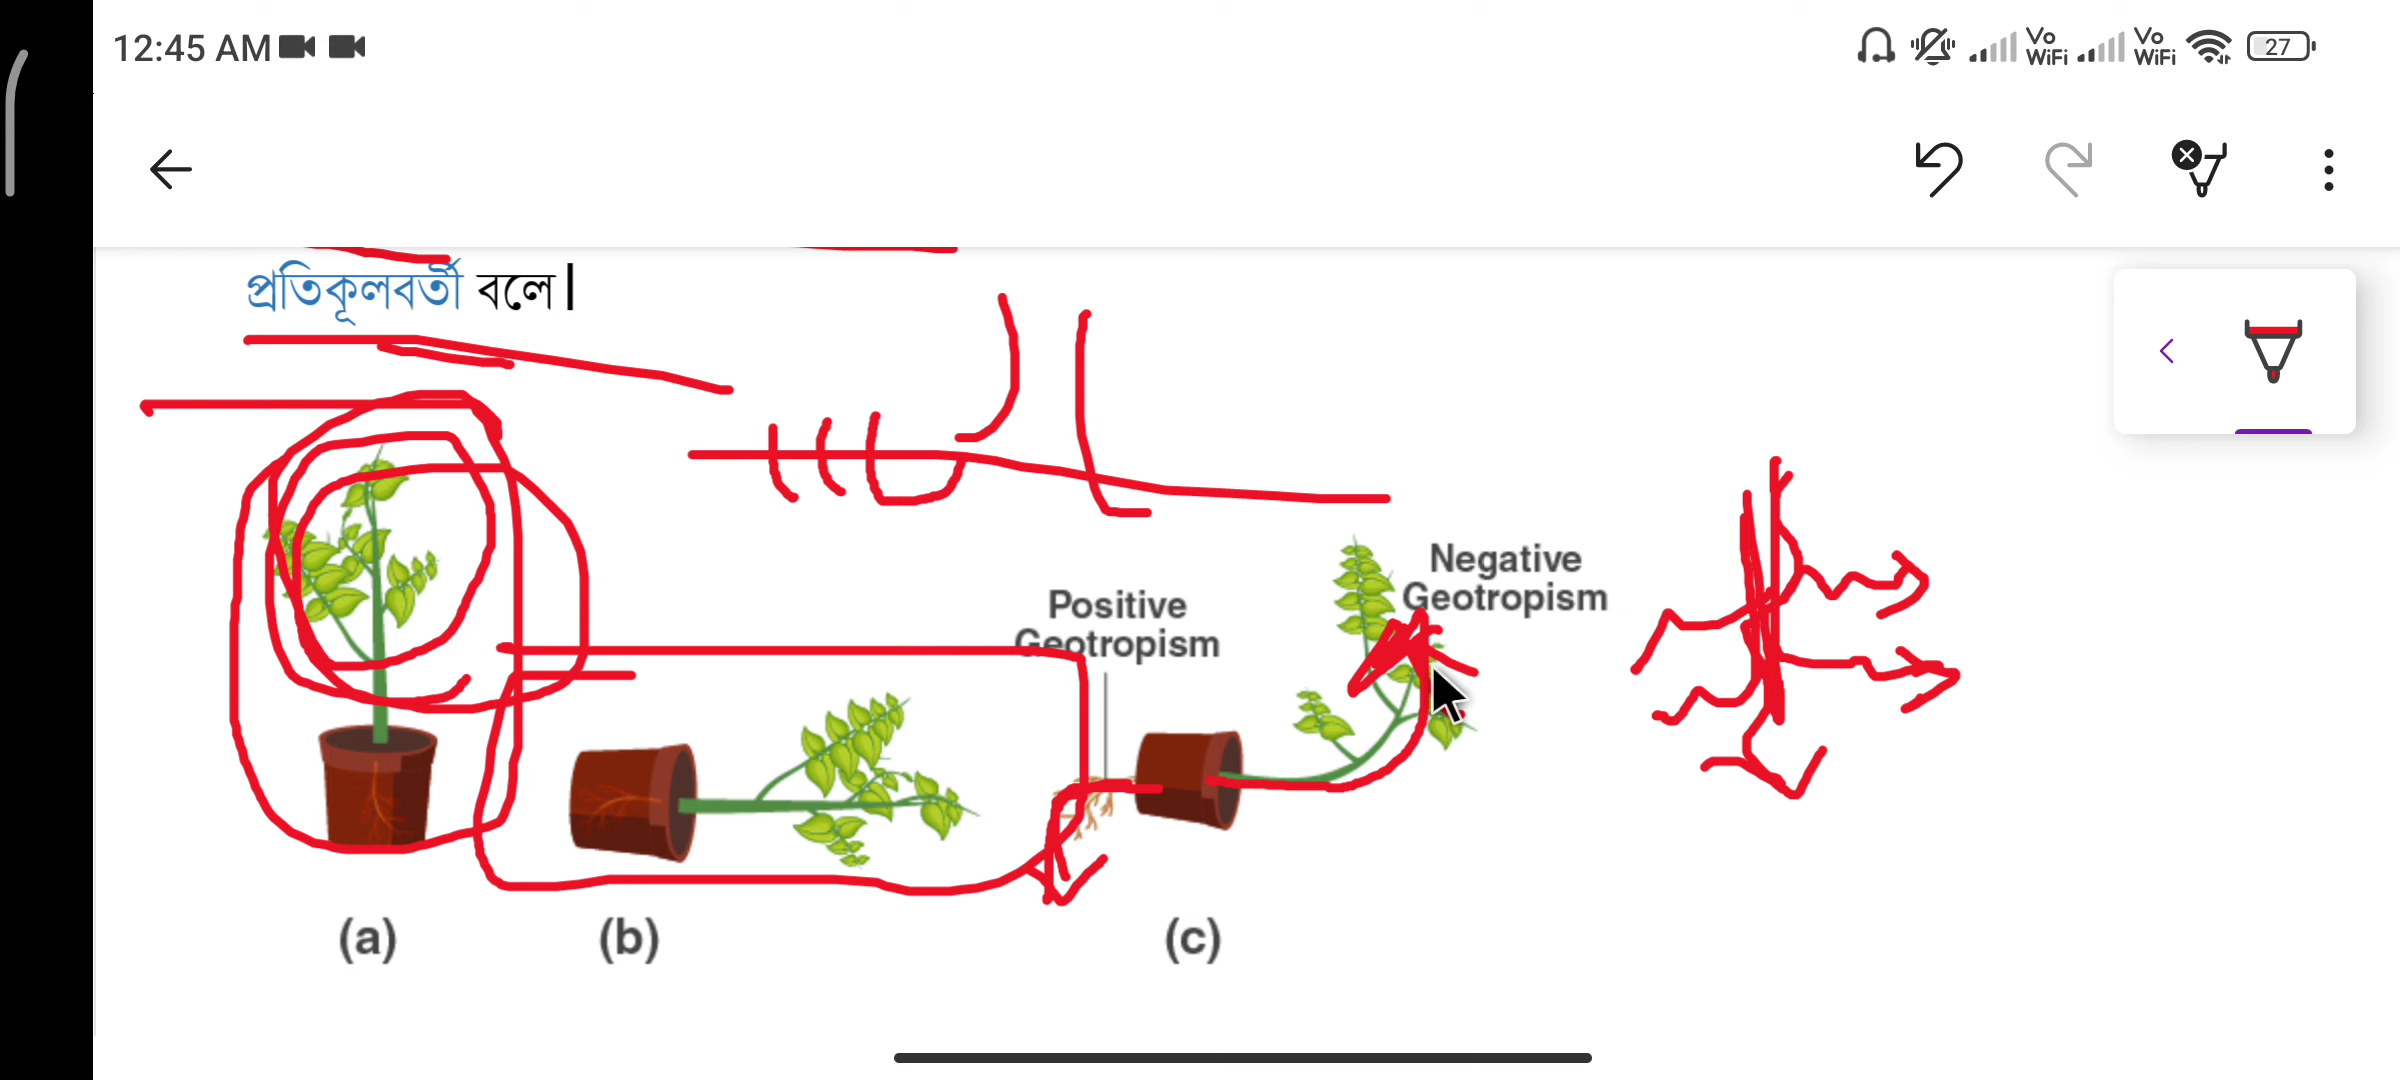 12:45 AM
Vo WiFi Vo WiFi 27
প্রতিকূলবর্তী বলে।
Negative
Geotropism
Positive
Geotropism
(a) (b) (c)